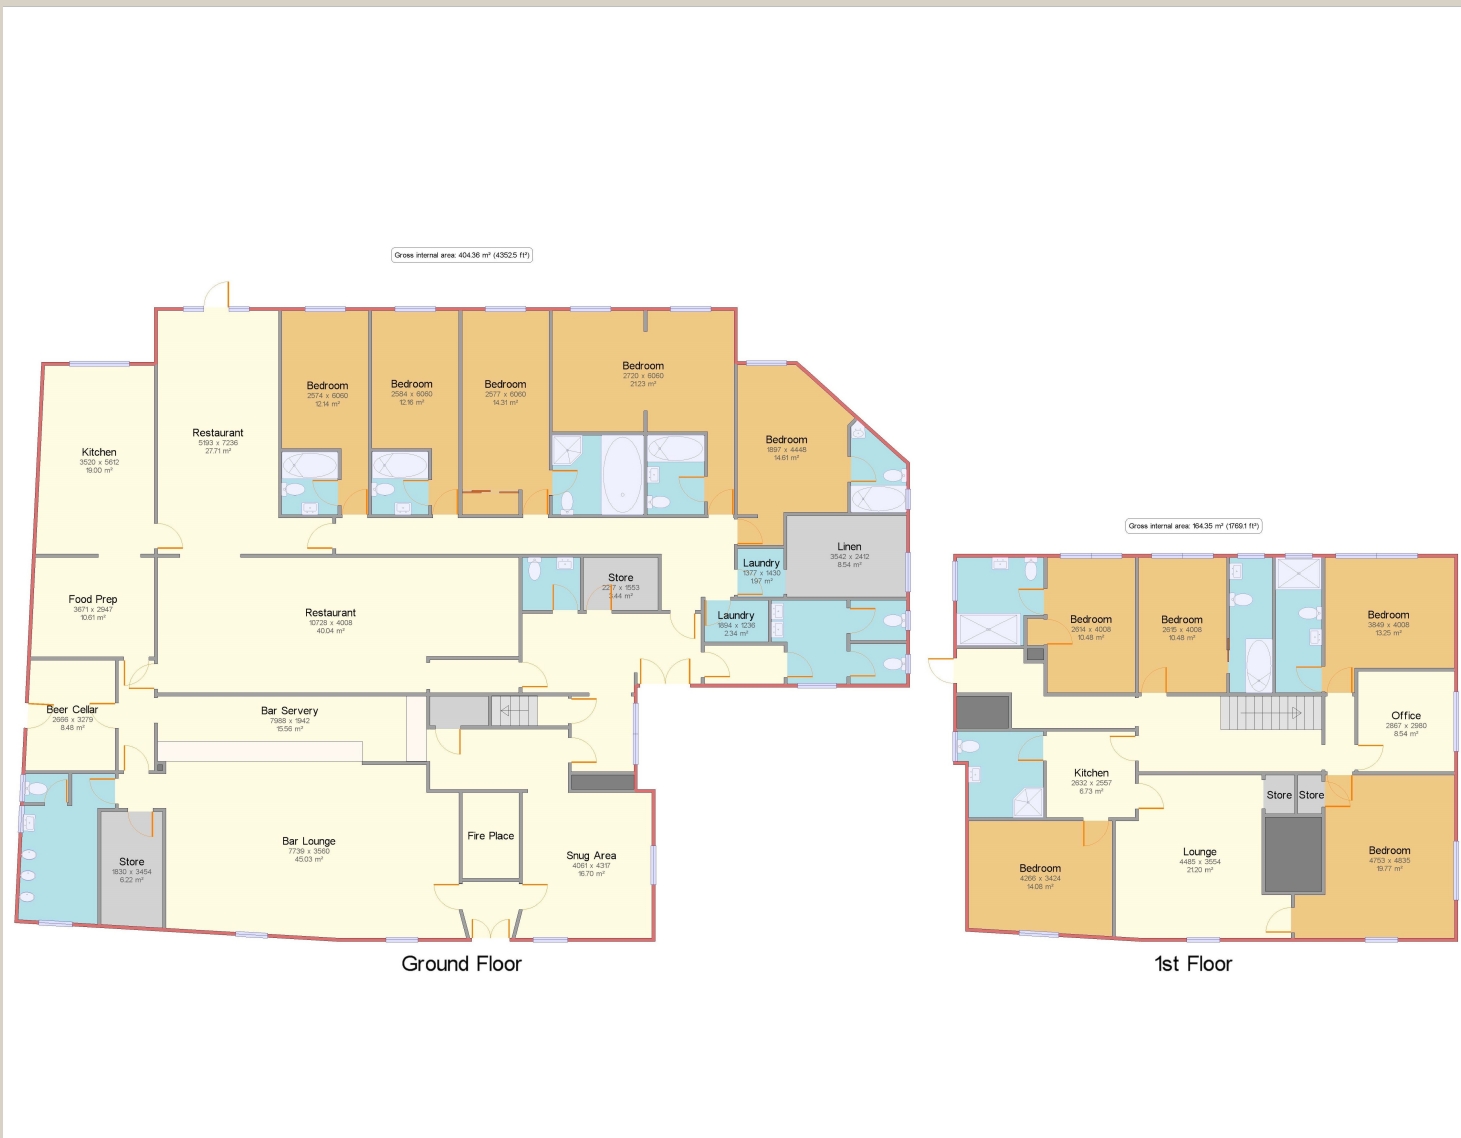 Gross internal area: 404.36 m² (4352.5 ft²)
Bedroom
2574 x 6060
12.14 m²
Bedroom
2584 x 6060
12.16 m²
Bedroom
2577 x 6060
14.31 m²
Bedroom
2720 x 6060
21.23 m²
Restaurant
5193 x 7236
27.71 m²
Kitchen
3520 x 5612
19.00 m²
Bedroom
1897 x 4448
14.61 m²
Linen
3542 x 2412
8.54 m²
Laundry
1377 x 1430
1.97 m²
Store
2217 x 1553
3.44 m²
Food Prep
3671 x 2947
10.61 m²
Restaurant
10728 x 4008
40.04 m²
Laundry
1894 x 1236
2.34 m²
Beer Cellar
2666 x 3279
8.48 m²
Bar Servery
7988 x 1942
15.56 m²
Fire Place
Bar Lounge
7739 x 3560
45.03 m²
Snug Area
4061 x 4317
16.70 m²
Store
1830 x 3454
6.22 m²
Ground Floor
Gross internal area: 164.35 m² (1769.1 ft²)
Bedroom
2614 x 4008
10.48 m²
Bedroom
2615 x 4008
10.48 m²
Bedroom
3849 x 4008
13.25 m²
Office
2867 x 2980
8.54 m²
Kitchen
2632 x 2557
6.73 m²
Store
Store
Lounge
4485 x 3554
21.20 m²
Bedroom
4753 x 4835
19.77 m²
Bedroom
4266 x 3424
14.08 m²
1st Floor